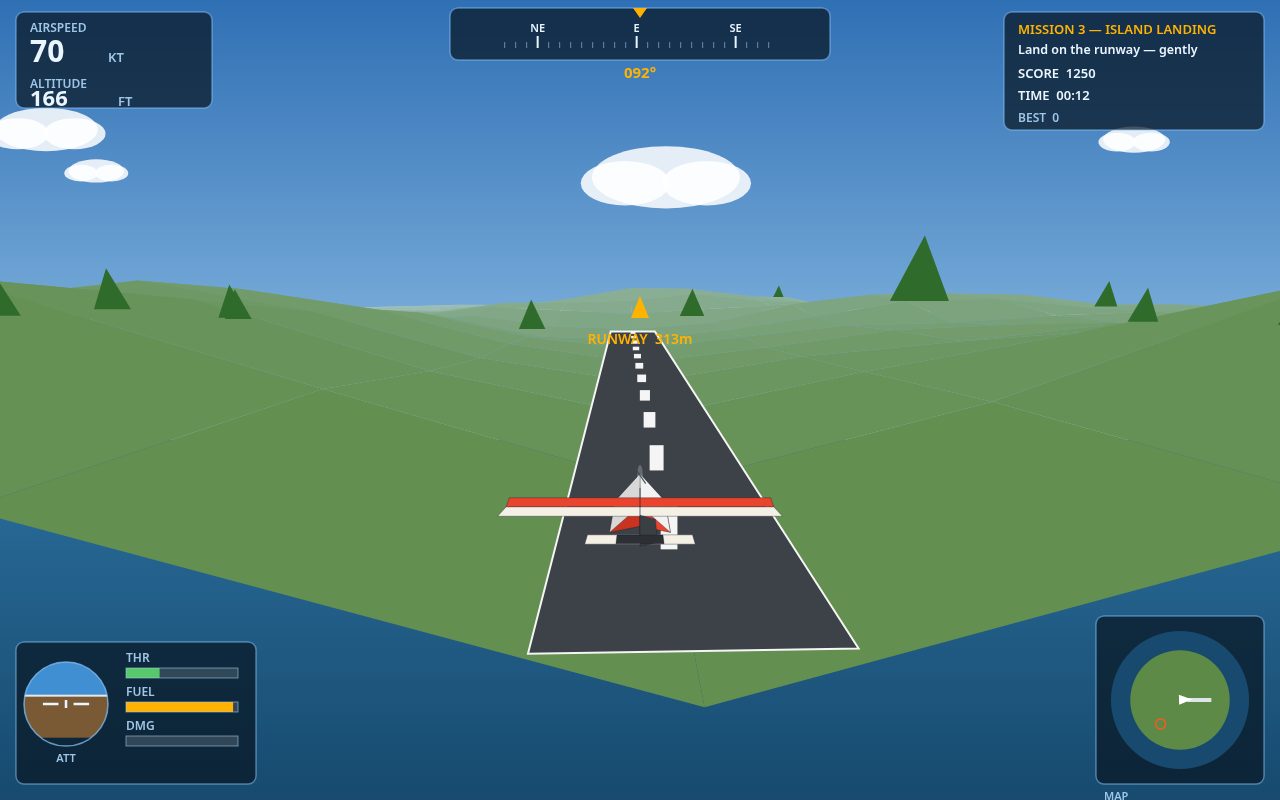 AIRSPEED
70 KT
ALTITUDE
166 FT
NE E SE
092°
MISSION 3 — ISLAND LANDING
Land on the runway — gently
SCORE 1250
TIME 00:12
BEST 0
RUNWAY 313m
THR
FUEL
DMG
ATT
MAP